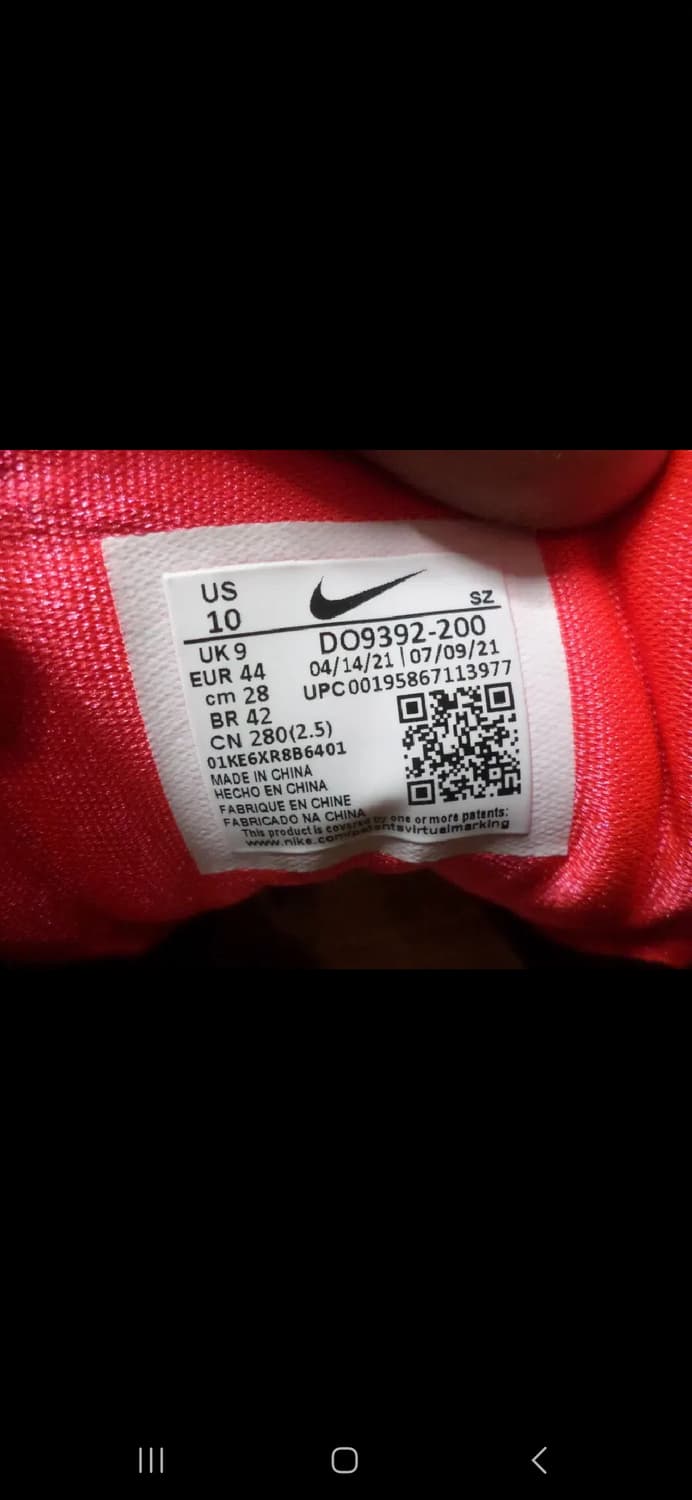 US
10
SZ
UK 9
DO9392-200
EUR 44
04/14/21 | 07/09/21
cm 28
UPC00195867113977
BR 42
CN 280(2.5)
01KE6XR8B6401
MADE IN CHINA
HECHO EN CHINA
FABRIQUE EN CHINE
FABRICADO NA CHINA
This product is covered by one or more patents:
www.nike.com/patentsvirtualmarking